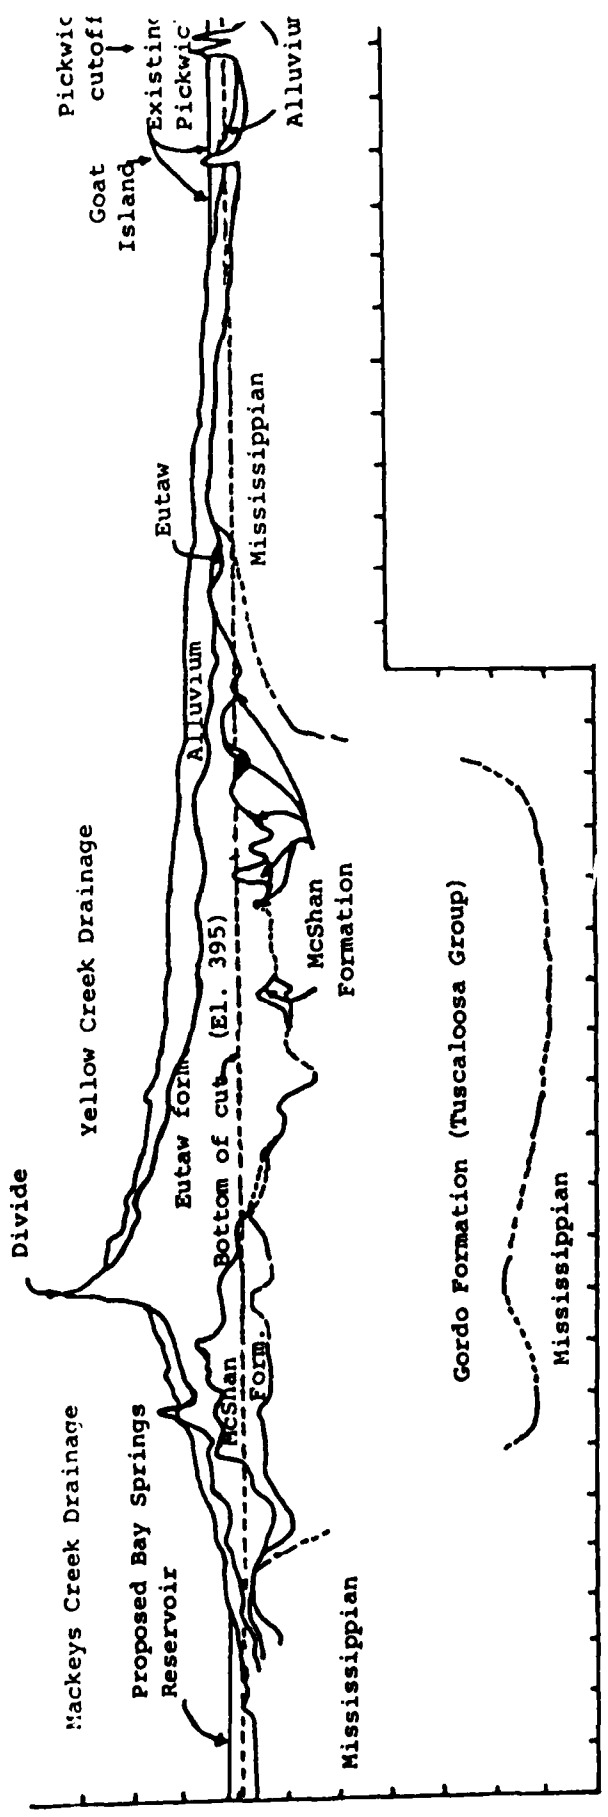 Mackeys Creek Drainage
Proposed Bay Springs
Reservoir
Mississippian
Divide
Yellow Creek Drainage
Eutaw form
Bottom of cut (El. 395)
McShan
Form.
McShan
Formation
Gordo Formation (Tuscaloosa Group)
Mississippian
Alluvium
Eutaw
Mississippian
Goat
Island
Pickwic
cutoff
Existing
Pickwic
Alluviu